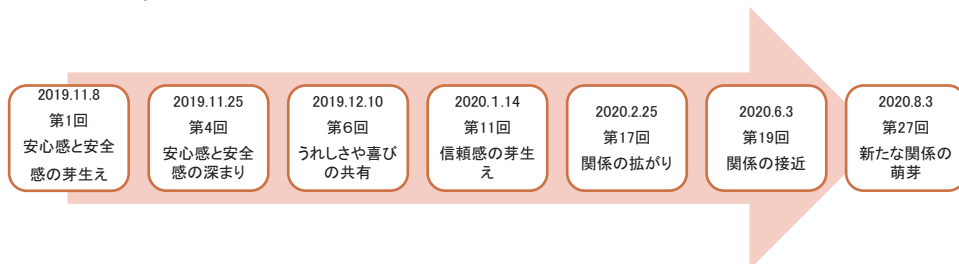 2019.11.8
第1回
安心感と安全
感の芽生え
2019.11.25
第4回
安心感と安全
感の深まり
2019.12.10
第６回
うれしさや喜び
の共有
2020.1.14
第11回
信頼感の芽生
え
2020.2.25
第17回
関係の拡がり
2020.6.3
第19回
関係の接近
2020.8.3
第27回
新たな関係の
萌芽